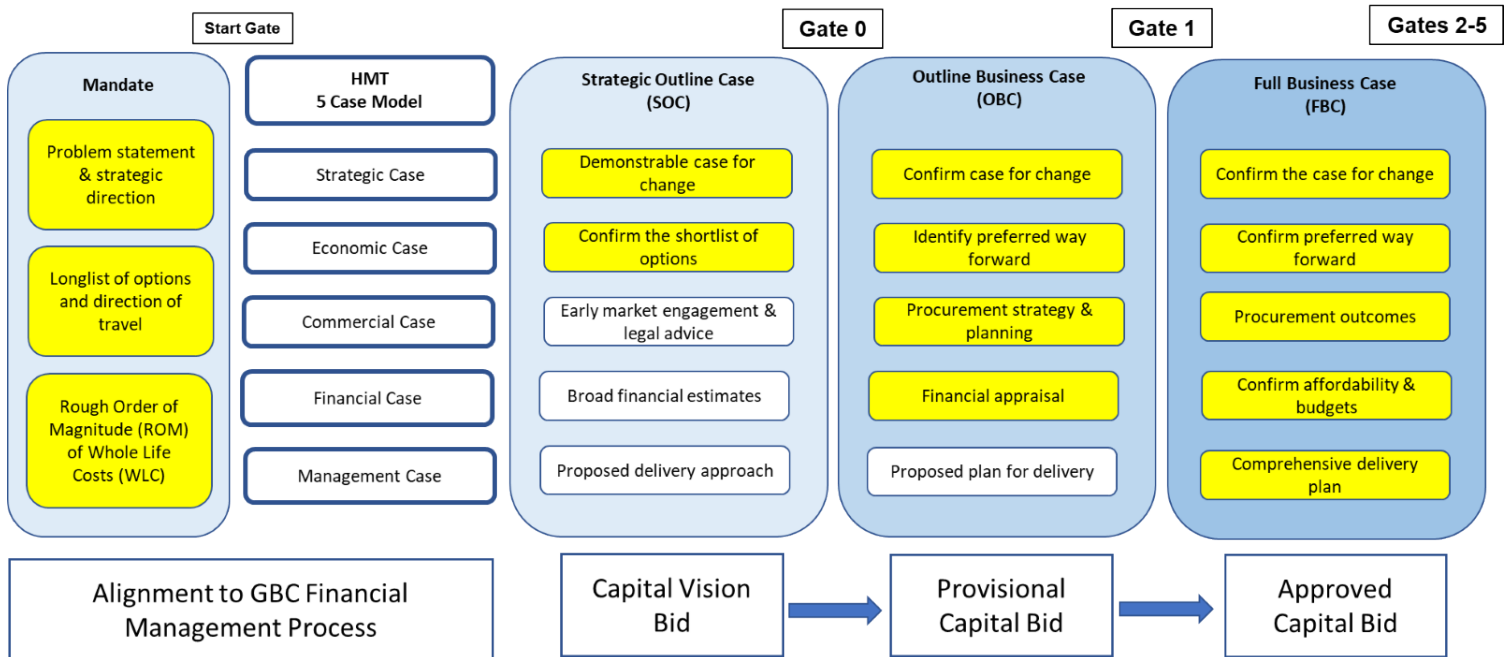 Start Gate
Gate 0
Gate 1
Gates 2-5
Mandate
Problem statement
& strategic
direction
Longlist of options
and direction of
travel
Rough Order of
Magnitude (ROM)
of Whole Life
Costs (WLC)
HMT
5 Case Model
Strategic Case
Economic Case
Commercial Case
Financial Case
Management Case
Strategic Outline Case
(SOC)
Demonstrable case for
change
Confirm the shortlist of
options
Early market engagement &
legal advice
Broad financial estimates
Proposed delivery approach
Outline Business Case
(OBC)
Confirm case for change
Identify preferred way
forward
Procurement strategy &
planning
Financial appraisal
Proposed plan for delivery
Full Business Case
(FBC)
Confirm the case for change
Confirm preferred way
forward
Procurement outcomes
Confirm affordability &
budgets
Comprehensive delivery
plan
Alignment to GBC Financial
Management Process
Capital Vision
Bid
Provisional
Capital Bid
Approved
Capital Bid